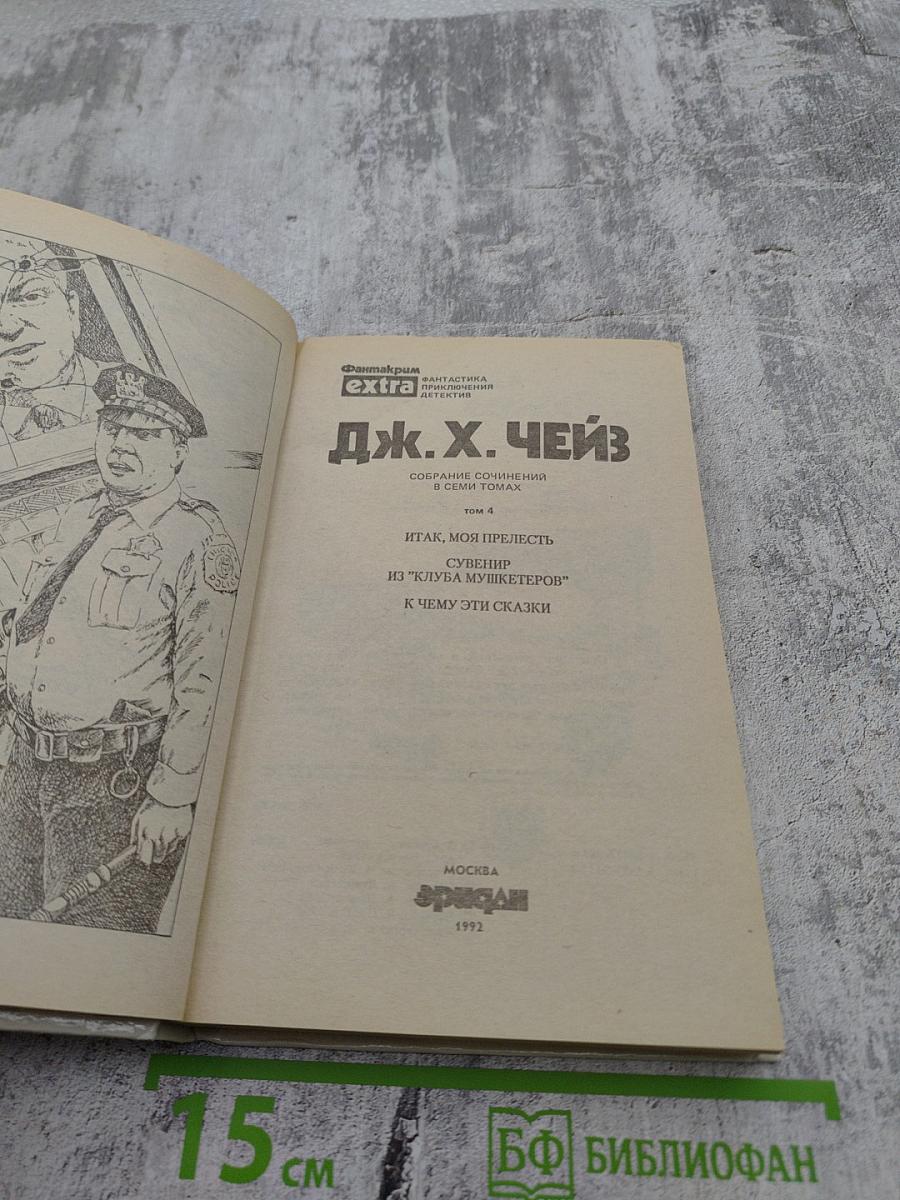 Фантакрим
extra
ФАНТАСТИКА
ПРИКЛЮЧЕНИЯ
ДЕТЕКТИВ
ДЖ. Х. ЧЕЙЗ
СОБРАНИЕ СОЧИНЕНИЙ
В СЕМИ ТОМАХ
том 4
ИТАК, МОЯ ПРЕЛЕСТЬ
СУВЕНИР
ИЗ "КЛУБА МУШКЕТЕРОВ"
К ЧЕМУ ЭТИ СКАЗКИ
МОСКВА
эридан
1992
15 см
БФ БИБЛИОФАН